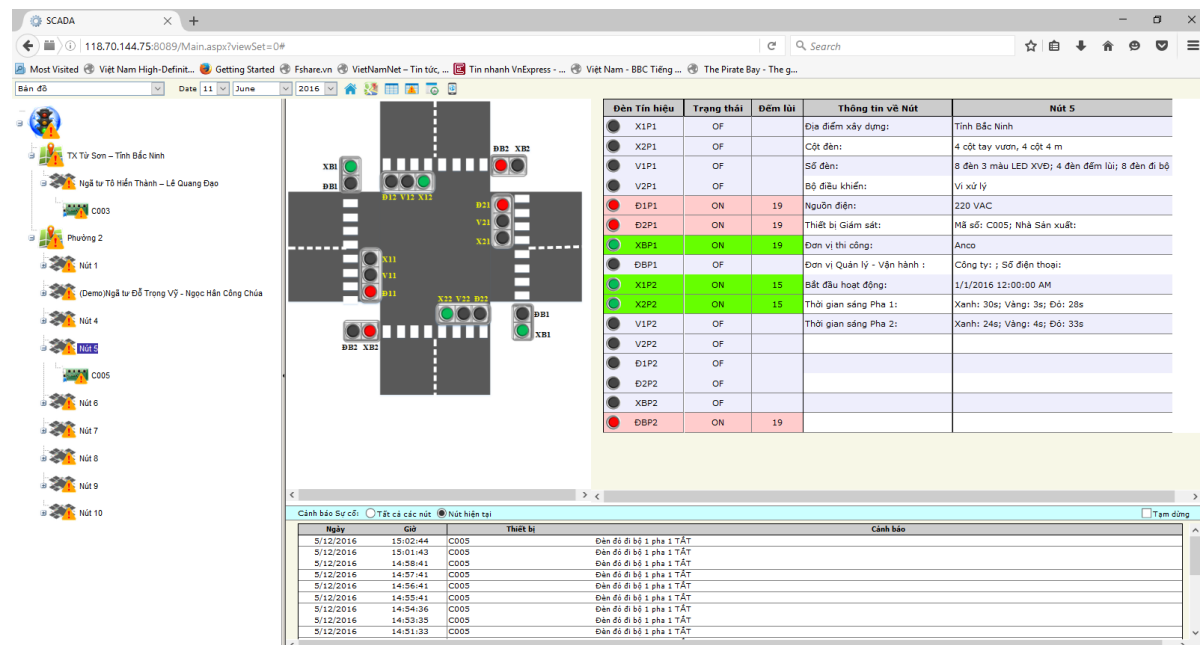 SCADA
118.70.144.75:8089/Main.aspx?viewSet=0#
Search
Most Visited Việt Nam High-Definit... Getting Started Fshare.vn VietNamNet – Tin tức, ... Tin nhanh VnExpress - ... Việt Nam - BBC Tiếng ... The Pirate Bay - The g...
Bản đồ Date 11 June 2016
TX Từ Sơn – Tỉnh Bắc Ninh
Ngã tư Tô Hiến Thành – Lê Quang Đạo
C003
Phường 2
Nút 1
(Demo)Ngã tư Đỗ Trọng Vỹ - Ngọc Hân Công Chúa
Nút 4
Nút 5
C005
Nút 6
Nút 7
Nút 8
Nút 9
Nút 10
ĐB2 XB2
XB1
ĐB1
Đ12 V12 X12
Đ21
V21
X21
X11
V11
Đ11
X22 V22 Đ22
ĐB1
XB1
ĐB2 XB2
Đèn Tín hiệu Trạng thái Đếm lùi Thông tin về Nút Nút 5
X1P1 OF Địa điểm xây dựng: Tỉnh Bắc Ninh
X2P1 OF Cột đèn: 4 cột tay vươn, 4 cột 4 m
V1P1 OF Số đèn: 8 đèn 3 màu LED XVĐ; 4 đèn đếm lùi; 8 đèn đi bộ
V2P1 OF Bộ điều khiển: Vi xử lý
Đ1P1 ON 19 Nguồn điện: 220 VAC
Đ2P1 ON 19 Thiết bị Giám sát: Mã số: C005; Nhà Sản xuất:
XBP1 ON 19 Đơn vị thi công: Anco
ĐBP1 OF Đơn vị Quản lý - Vận hành : Công ty: ; Số điện thoại:
X1P2 ON 15 Bắt đầu hoạt động: 1/1/2016 12:00:00 AM
X2P2 ON 15 Thời gian sáng Pha 1: Xanh: 30s; Vàng: 3s; Đỏ: 28s
V1P2 OF Thời gian sáng Pha 2: Xanh: 24s; Vàng: 4s; Đỏ: 33s
V2P2 OF
Đ1P2 OF
Đ2P2 OF
XBP2 OF
ĐBP2 ON 19
Cảnh báo Sự cố: Tất cả các nút Nút hiện tại Tạm dừng
Ngày Giờ Thiết bị Cảnh báo
5/12/2016 15:02:44 C005 Đèn đỏ đi bộ 1 pha 1 TẮT
5/12/2016 15:01:43 C005 Đèn đỏ đi bộ 1 pha 1 TẮT
5/12/2016 14:58:41 C005 Đèn đỏ đi bộ 1 pha 1 TẮT
5/12/2016 14:57:41 C005 Đèn đỏ đi bộ 1 pha 1 TẮT
5/12/2016 14:56:41 C005 Đèn đỏ đi bộ 1 pha 1 TẮT
5/12/2016 14:55:41 C005 Đèn đỏ đi bộ 1 pha 1 TẮT
5/12/2016 14:54:36 C005 Đèn đỏ đi bộ 1 pha 1 TẮT
5/12/2016 14:53:35 C005 Đèn đỏ đi bộ 1 pha 1 TẮT
5/12/2016 14:51:33 C005 Đèn đỏ đi bộ 1 pha 1 TẮT